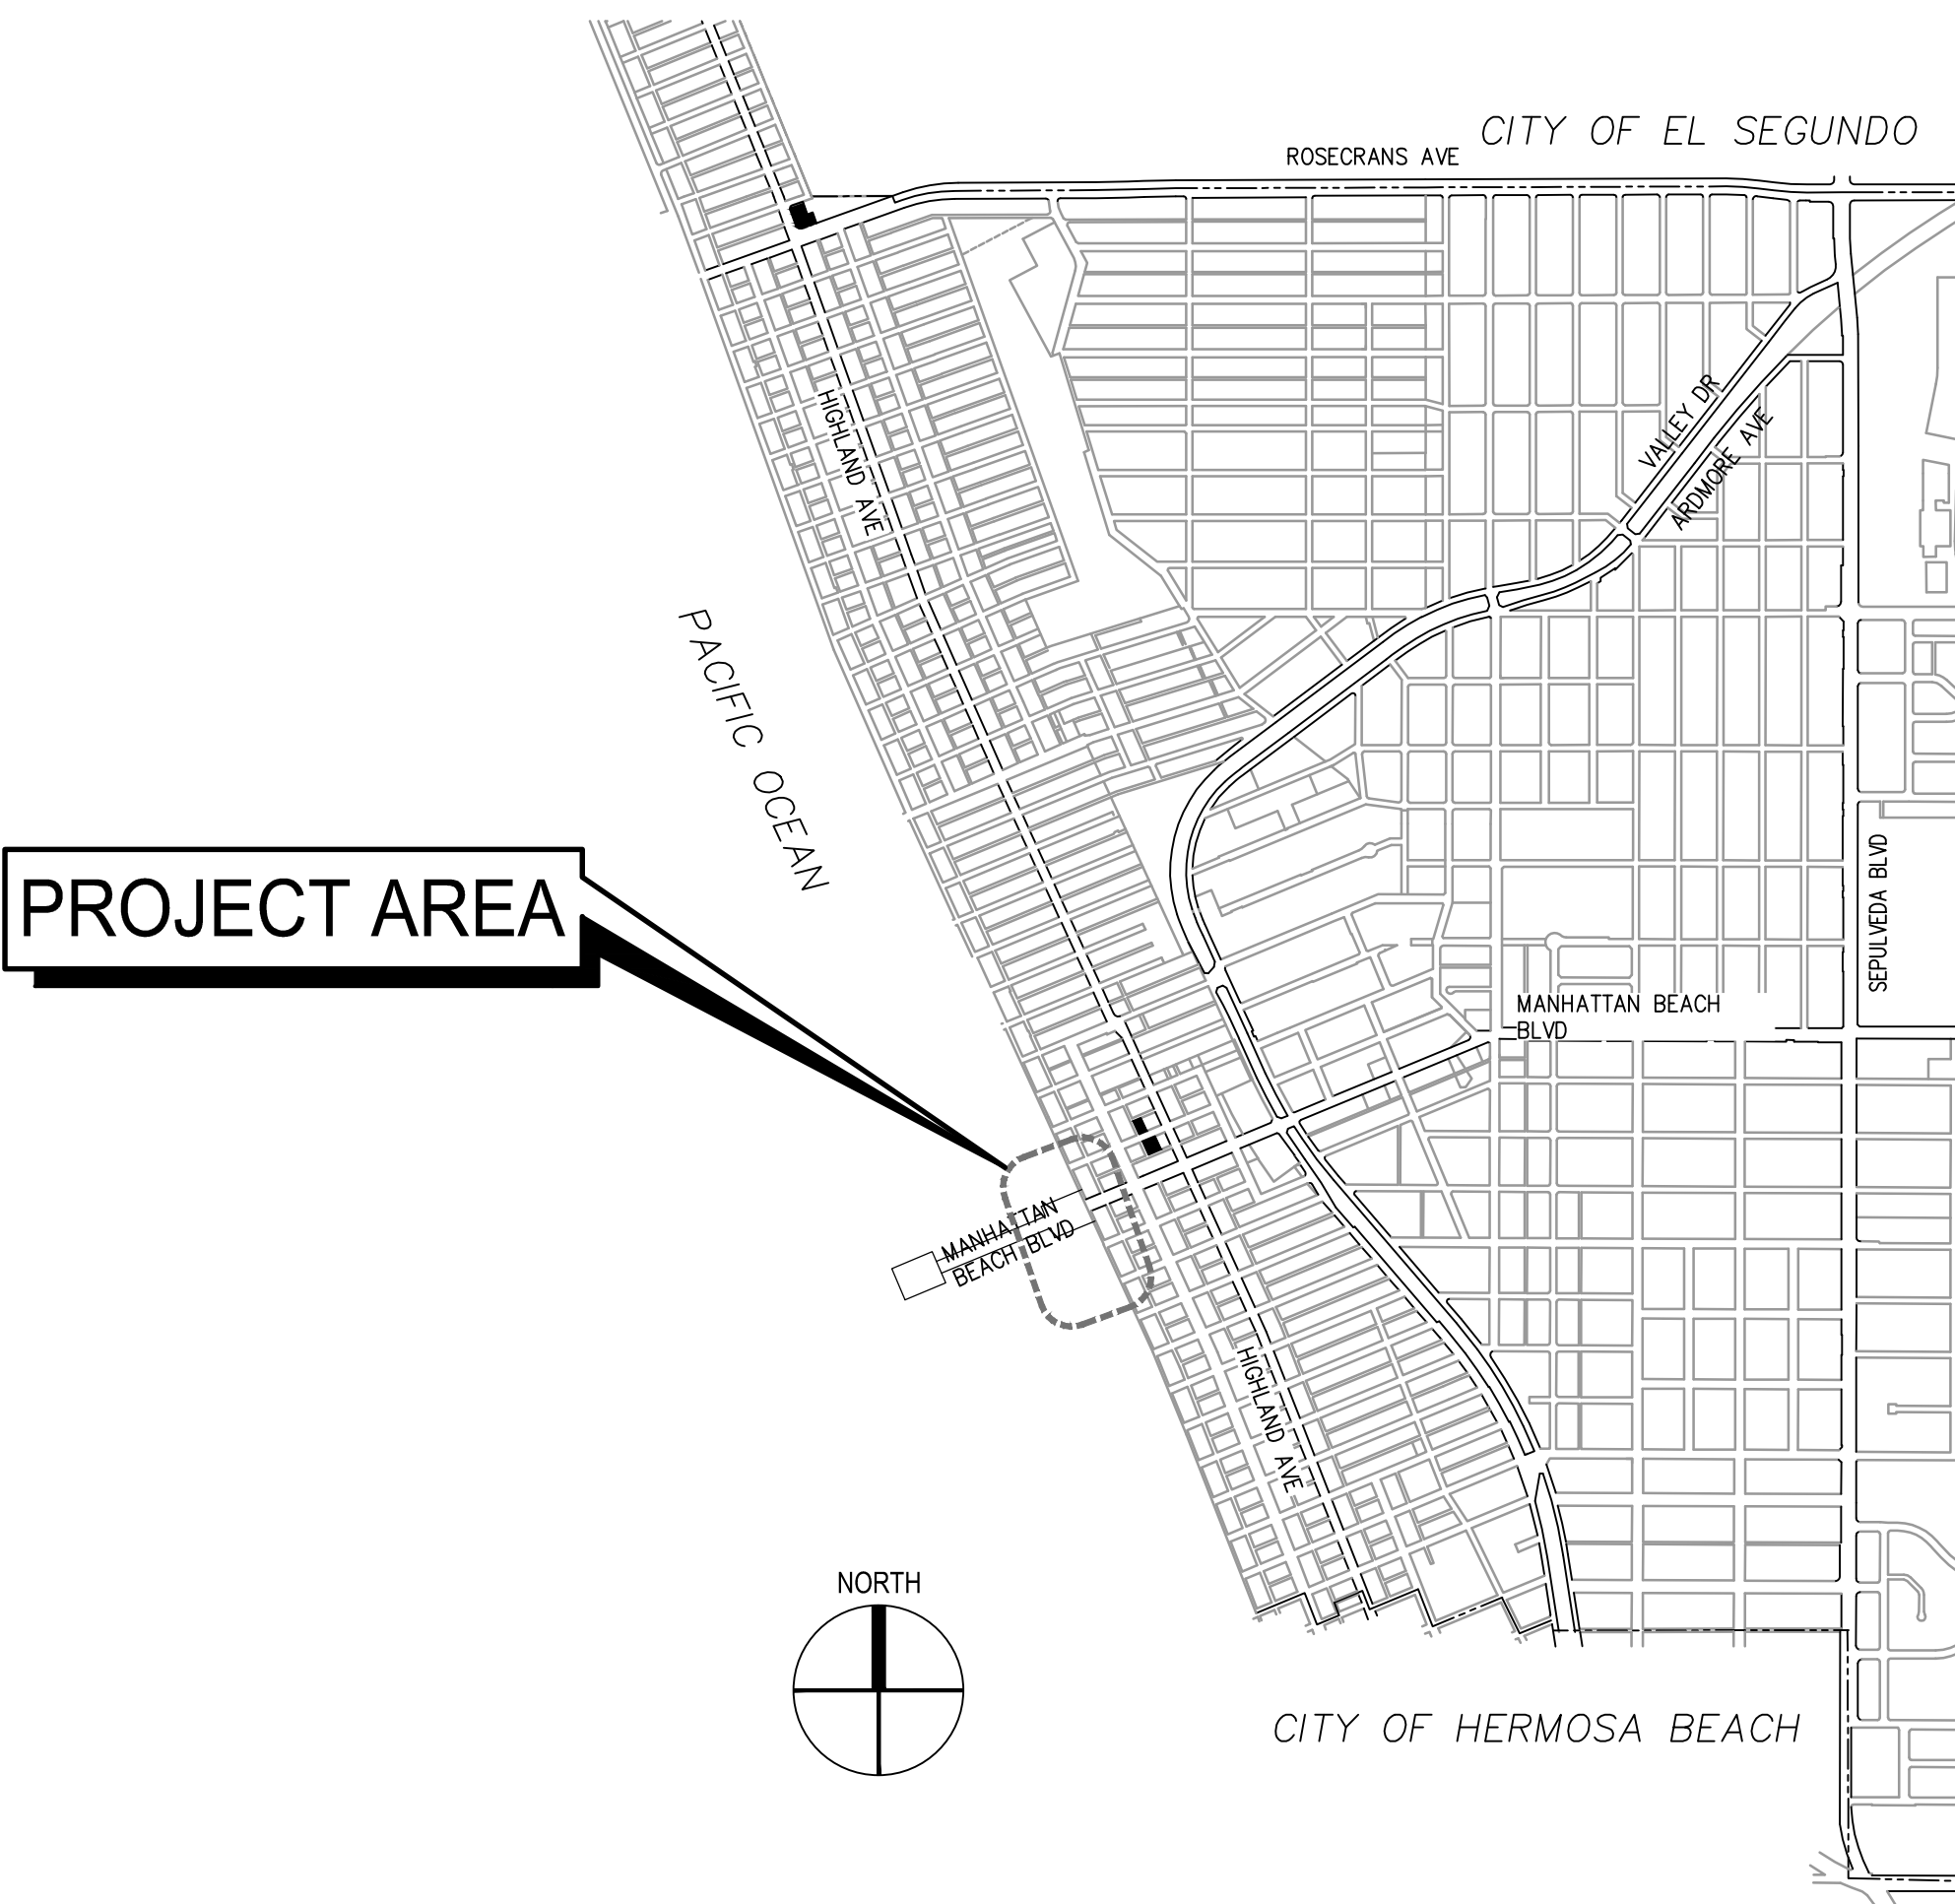 CITY OF EL SEGUNDO
ROSECRANS AVE
HIGHLAND AVE
VALLEY DR
ARDMORE AVE
PACIFIC OCEAN
PROJECT AREA
SEPULVEDA BLVD
MANHATTAN BEACH
BLVD
MANHATTAN
BEACH BLVD
HIGHLAND AVE
NORTH
CITY OF HERMOSA BEACH